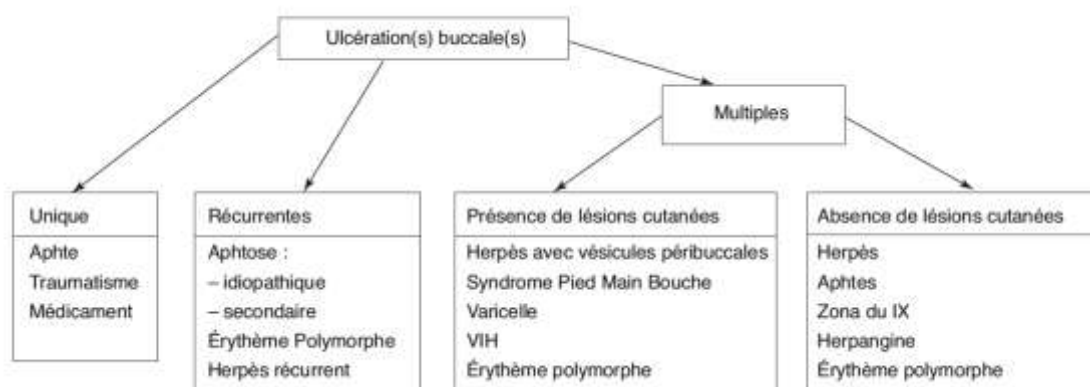 Ulcération(s) buccale(s)
Multiples
Unique
Aphte
Traumatisme
Médicament
Récurrentes
Aphtose :
– idiopathique
– secondaire
Érythème Polymorphe
Herpès récurrent
Présence de lésions cutanées
Herpès avec vésicules péribuccales
Syndrome Pied Main Bouche
Varicelle
VIH
Érythème polymorphe
Absence de lésions cutanées
Herpès
Aphtes
Zona du IX
Herpangine
Érythème polymorphe